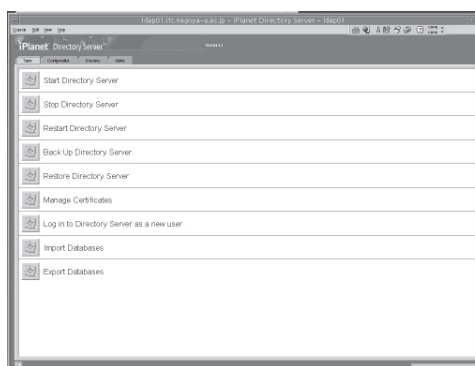 ldap01.itc.nagoya-u.ac.jp - iPlanet Directory Server - ldap01
iPlanet Directory Server
Start Directory Server
Stop Directory Server
Restart Directory Server
Back Up Directory Server
Restore Directory Server
Manage Certificates
Log in to Directory Server as a new user
Import Databases
Export Databases